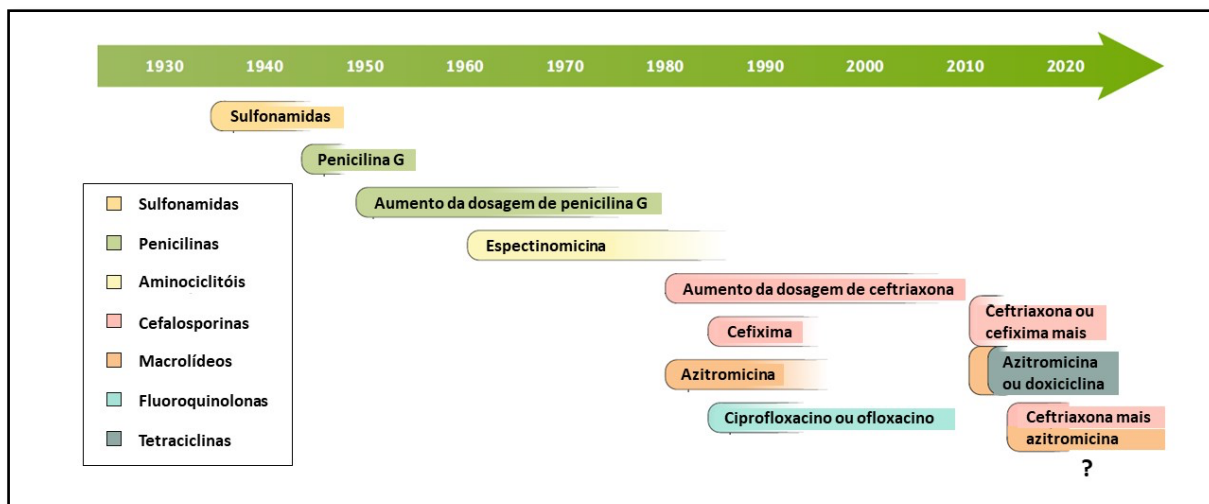 1930 1940 1950 1960 1970 1980 1990 2000 2010 2020
Sulfonamidas
Penicilina G
Aumento da dosagem de penicilina G
Espectinomicina
Aumento da dosagem de ceftriaxona
Cefixima
Azitromicina
Ciprofloxacino ou ofloxacino
Ceftriaxona ou
cefixima mais
Azitromicina
ou doxiciclina
Ceftriaxona mais
azitromicina
?
Sulfonamidas
Penicilinas
Aminociclitóis
Cefalosporinas
Macrolídeos
Fluoroquinolonas
Tetraciclinas